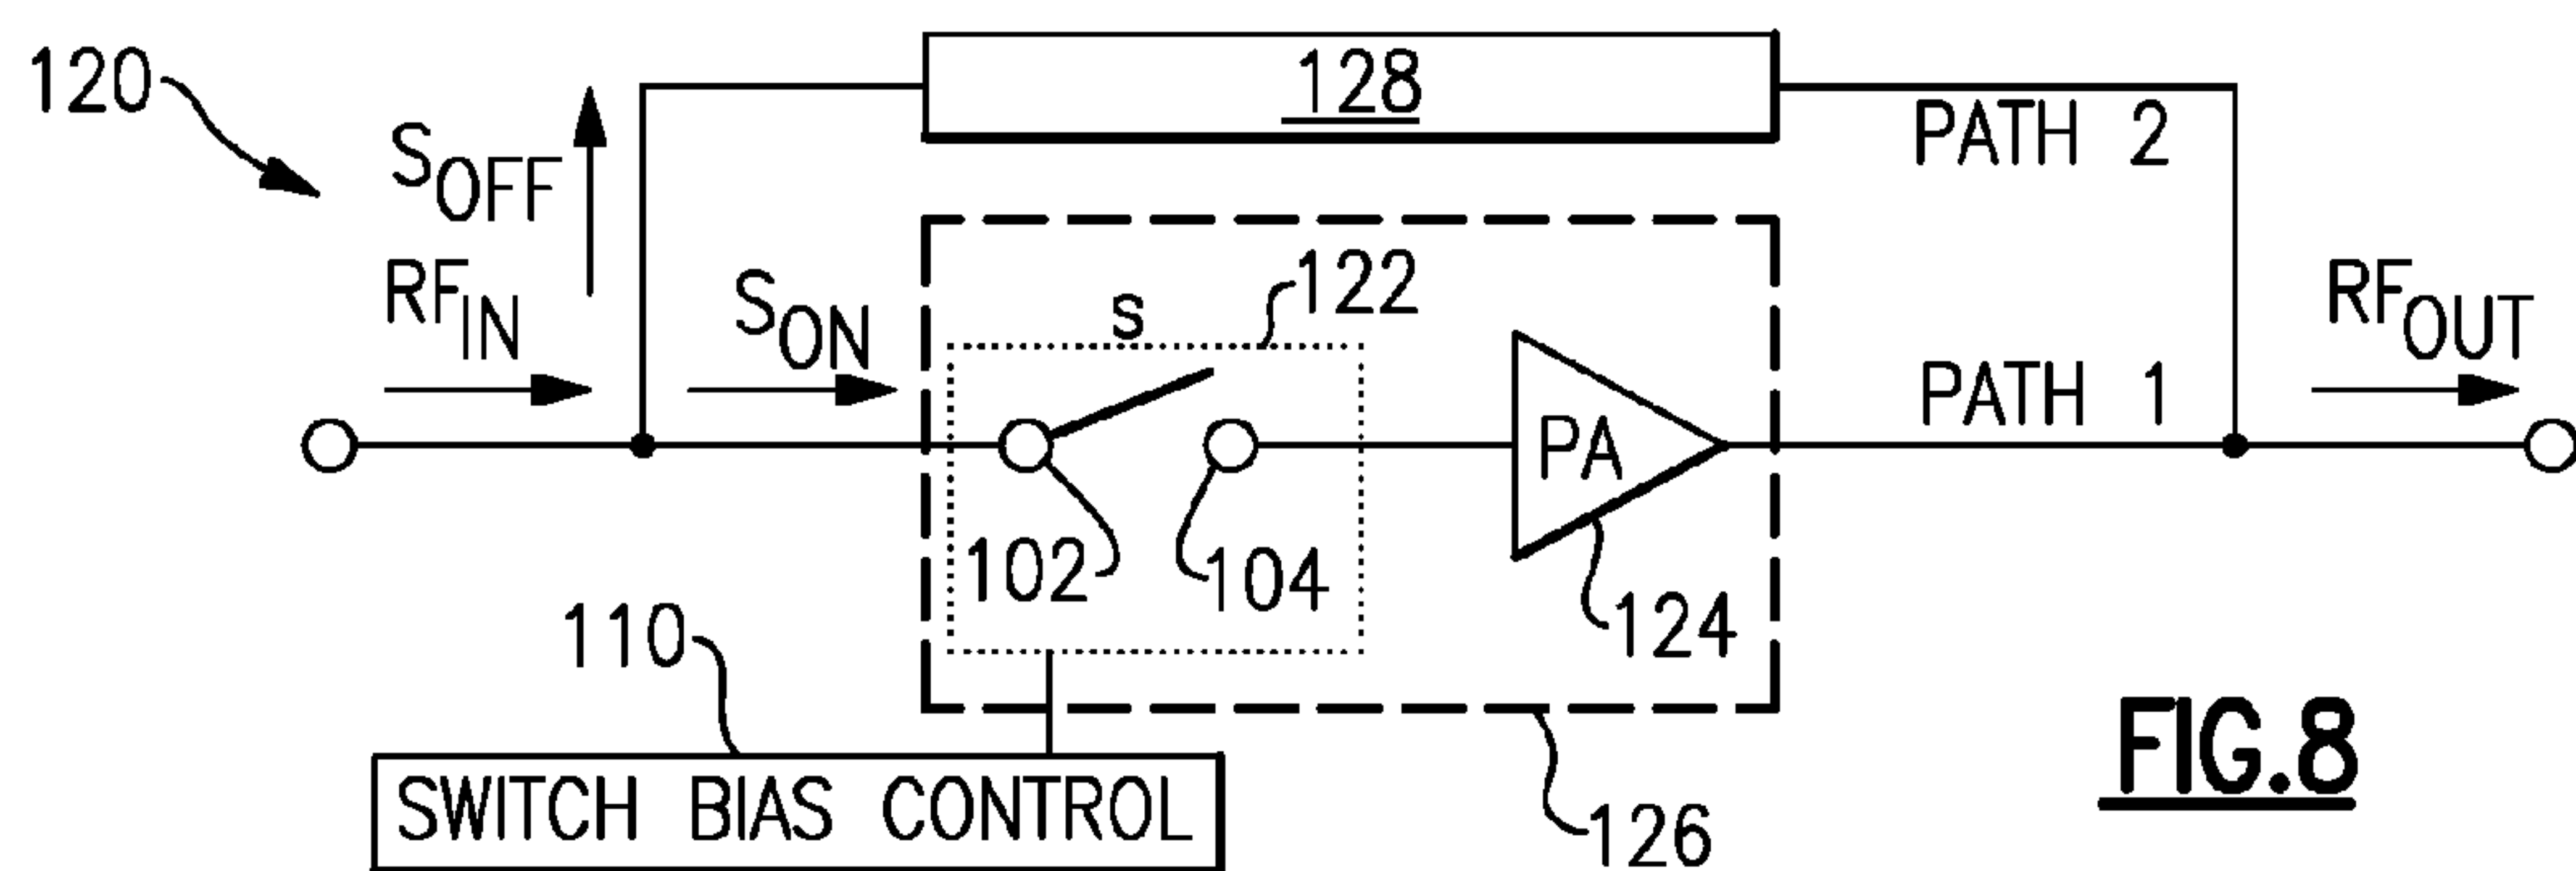 120
128
PATH 2
SOFF
RFIN
SON
S
122
RFOUT
PATH 1
PA
102
104
124
110
SWITCH BIAS CONTROL
126
FIG.8